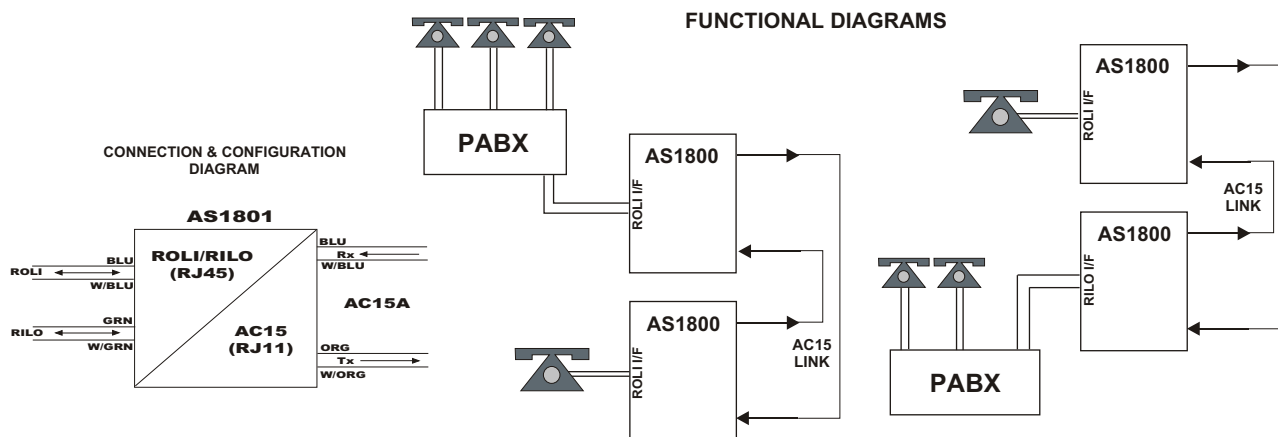 FUNCTIONAL DIAGRAMS
CONNECTION & CONFIGURATION
DIAGRAM
AS1801
ROLI/RILO
(RJ45)
AC15
(RJ11)
ROLI
BLU
W/BLU
RILO
GRN
W/GRN
BLU
Rx
W/BLU
AC15A
ORG
Tx
W/ORG
PABX
AS1800
ROLI I/F
AS1800
ROLI I/F
AC15
LINK
AS1800
ROLI I/F
AC15
LINK
AS1800
RILO I/F
PABX